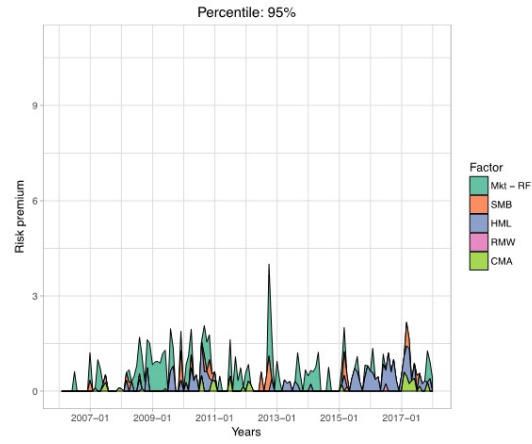 Percentile: 95%
9
6
3
0
Risk premium
2007−01
2009−01
2011−01
2013−01
2015−01
2017−01
Years
Factor
Mkt − RF
SMB
HML
RMW
CMA